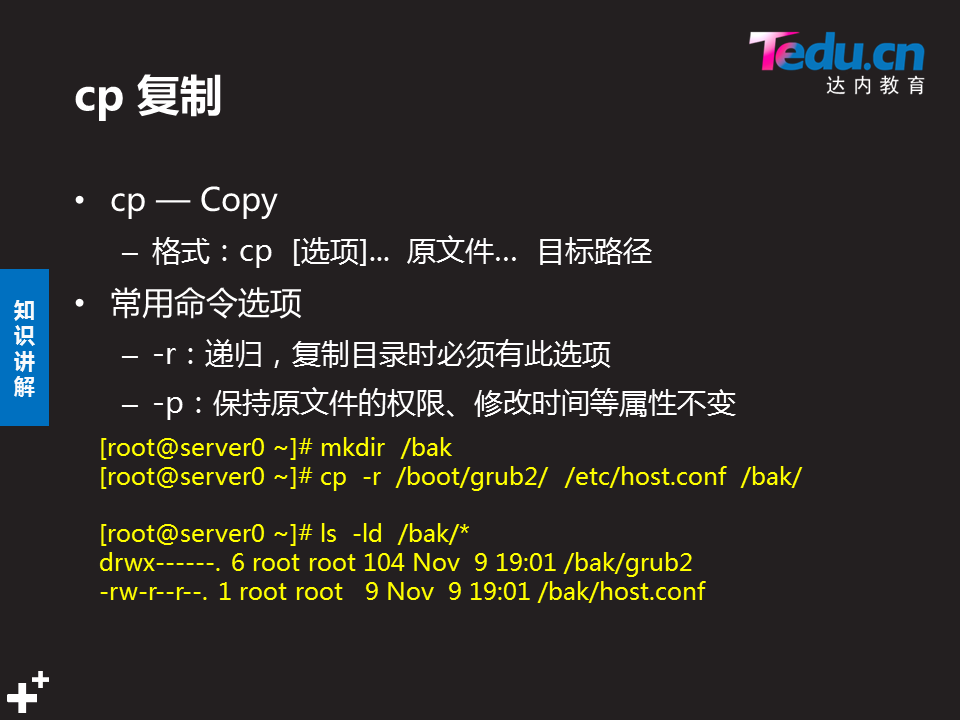 Tedu.cn
达内教育
cp 复制
• cp — Copy
– 格式：cp [选项]... 原文件… 目标路径
• 常用命令选项
– -r：递归，复制目录时必须有此选项
– -p：保持原文件的权限、修改时间等属性不变
知识讲解
[root@server0 ~]# mkdir /bak
[root@server0 ~]# cp -r /boot/grub2/ /etc/host.conf /bak/
[root@server0 ~]# ls -ld /bak/*
drwx------. 6 root root 104 Nov 9 19:01 /bak/grub2
-rw-r--r--. 1 root root 9 Nov 9 19:01 /bak/host.conf